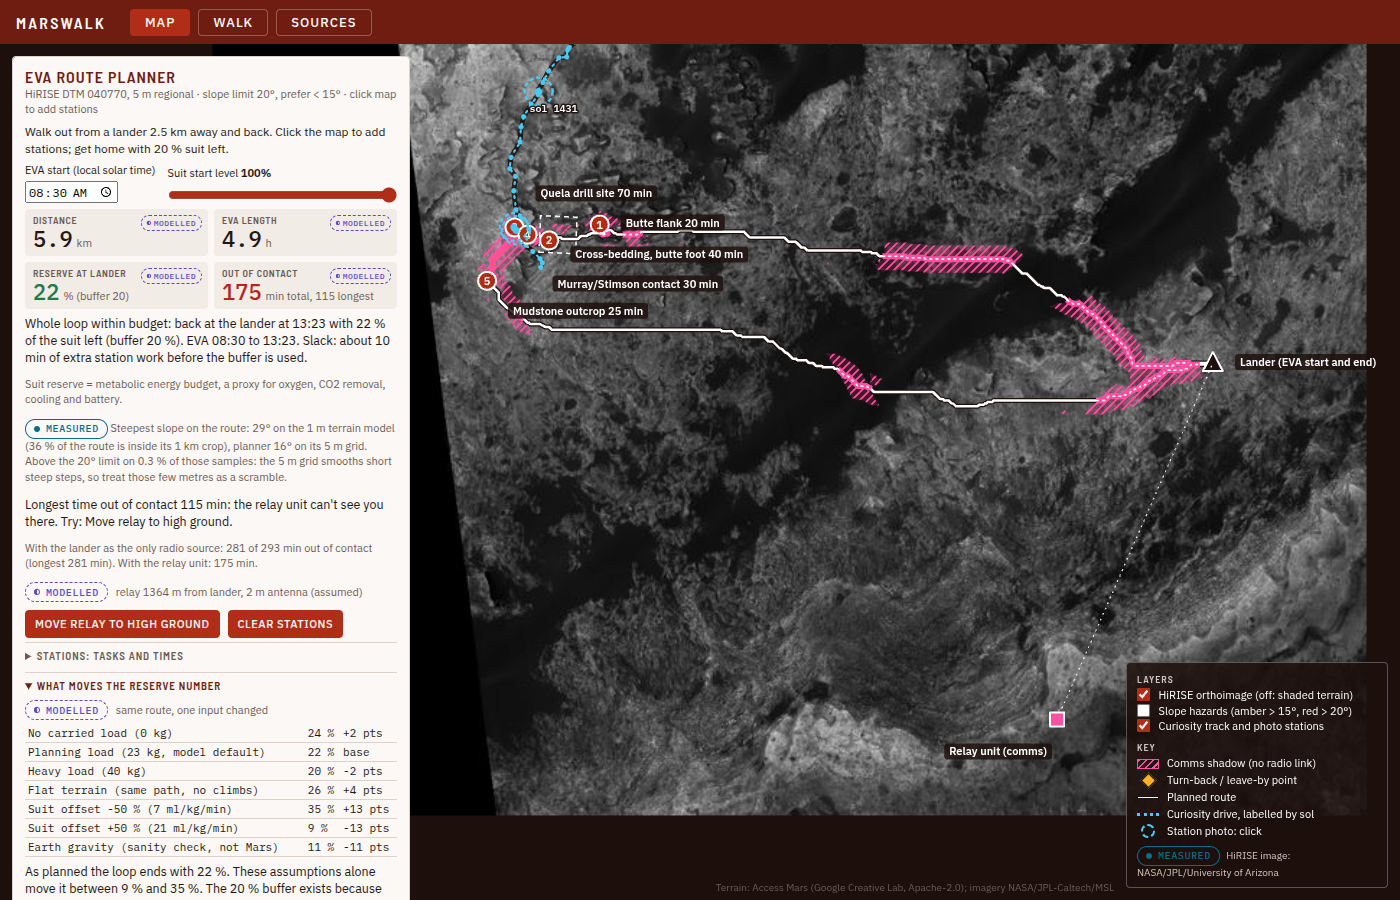 MARSWALK
MAP
WALK
SOURCES
EVA ROUTE PLANNER
HiRISE DTM 040770, 5 m regional · slope limit 20°, prefer < 15° · click map
to add stations
Walk out from a lander 2.5 km away and back. Click the map to add
stations; get home with 20 % suit left.
EVA start (local solar time)
Suit start level 100%
08:30 AM
DISTANCE
MODELLED
5.9 km
EVA LENGTH
MODELLED
4.9 h
RESERVE AT LANDER
MODELLED
22 % (buffer 20)
OUT OF CONTACT
MODELLED
175 min total, 115 longest
Whole loop within budget: back at the lander at 13:23 with 22 %
of the suit left (buffer 20 %). EVA 08:30 to 13:23. Slack: about 10
min of extra station work before the buffer is used.
Suit reserve = metabolic energy budget, a proxy for oxygen, CO2 removal,
cooling and battery.
MEASURED Steepest slope on the route: 29° on the 1 m terrain model
(36 % of the route is inside its 1 km crop), planner 16° on its 5 m grid.
Above the 20° limit on 0.3 % of those samples: the 5 m grid smooths short
steep steps, so treat those few metres as a scramble.
Longest time out of contact 115 min: the relay unit can't see you
there. Try: Move relay to high ground.
With the lander as the only radio source: 281 of 293 min out of contact
(longest 281 min). With the relay unit: 175 min.
MODELLED relay 1364 m from lander, 2 m antenna (assumed)
MOVE RELAY TO HIGH GROUND
CLEAR STATIONS
STATIONS: TASKS AND TIMES
WHAT MOVES THE RESERVE NUMBER
MODELLED same route, one input changed
No carried load (0 kg) 24 % +2 pts
Planning load (23 kg, model default) 22 % base
Heavy load (40 kg) 20 % -2 pts
Flat terrain (same path, no climbs) 26 % +4 pts
Suit offset -50 % (7 ml/kg/min) 35 % +13 pts
Suit offset +50 % (21 ml/kg/min) 9 % -13 pts
Earth gravity (sanity check, not Mars) 11 % -11 pts
As planned the loop ends with 22 %. These assumptions alone
move it between 9 % and 35 %. The 20 % buffer exists because
sol 1431
Quela drill site 70 min
1
Butte flank 20 min
4
2
Cross-bedding, butte foot 40 min
5
Murray/Stimson contact 30 min
Mudstone outcrop 25 min
Lander (EVA start and end)
Relay unit (comms)
LAYERS
HiRISE orthoimage (off: shaded terrain)
Slope hazards (amber > 15°, red > 20°)
Curiosity track and photo stations
KEY
Comms shadow (no radio link)
Turn-back / leave-by point
Planned route
Curiosity drive, labelled by sol
Station photo: click
MEASURED HiRISE image:
NASA/JPL/University of Arizona
Terrain: Access Mars (Google Creative Lab, Apache-2.0); imagery NASA/JPL-Caltech/MSL